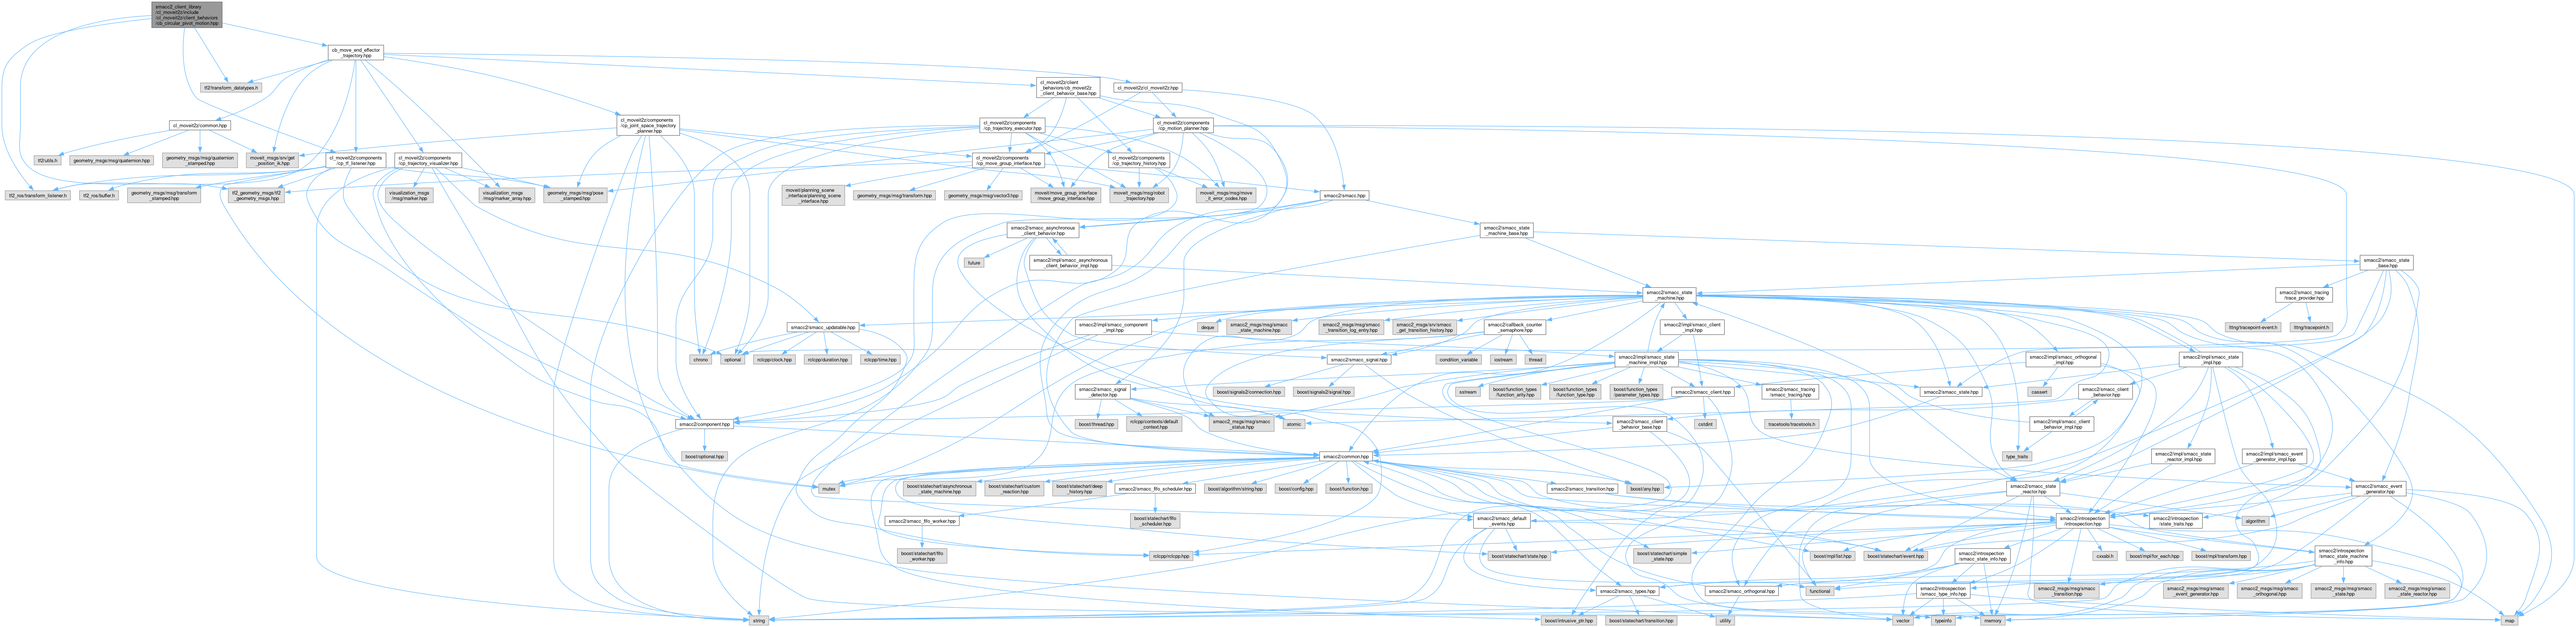 smacc2_client_library
/cl_moveit2z/include
/cl_moveit2z/client_behaviors
/cb_circular_pivot_motion.hpp
cb_move_end_effector
_trajectory.hpp
tf2/transform_datatypes.h
cl_moveit2z/client
_behaviors/cb_moveit2z
_client_behavior_base.hpp
cl_moveit2z/cl_moveit2z.hpp
cl_moveit2z/common.hpp
cl_moveit2z/components
/cp_joint_space_trajectory
_planner.hpp
cl_moveit2z/components
/cp_trajectory_executor.hpp
cl_moveit2z/components
/cp_motion_planner.hpp
tf2/utils.h
geometry_msgs/msg/quaternion.hpp
geometry_msgs/msg/quaternion
_stamped.hpp
moveit_msgs/srv/get
_position_ik.hpp
cl_moveit2z/components
/cp_tf_listener.hpp
cl_moveit2z/components
/cp_trajectory_visualizer.hpp
cl_moveit2z/components
/cp_move_group_interface.hpp
cl_moveit2z/components
/cp_trajectory_history.hpp
tf2_ros/transform_listener.h
tf2_ros/buffer.h
geometry_msgs/msg/transform
_stamped.hpp
tf2_geometry_msgs/tf2
_geometry_msgs.hpp
visualization_msgs
/msg/marker.hpp
visualization_msgs
/msg/marker_array.hpp
geometry_msgs/msg/pose
_stamped.hpp
moveit/planning_scene
_interface/planning_scene
_interface.hpp
geometry_msgs/msg/transform.hpp
geometry_msgs/msg/vector3.hpp
moveit/move_group_interface
/move_group_interface.hpp
moveit_msgs/msg/robot
_trajectory.hpp
moveit_msgs/msg/move
_it_error_codes.hpp
smacc2/smacc.hpp
smacc2/smacc_asynchronous
_client_behavior.hpp
smacc2/smacc_state
_machine_base.hpp
future
smacc2/impl/smacc_asynchronous
_client_behavior_impl.hpp
smacc2/smacc_state
_base.hpp
smacc2/smacc_state
_machine.hpp
smacc2/smacc_tracing
/trace_provider.hpp
smacc2/smacc_updatable.hpp
smacc2/impl/smacc_component
_impl.hpp
deque
smacc2_msgs/msg/smacc
_state_machine.hpp
smacc2_msgs/msg/smacc
_transition_log_entry.hpp
smacc2_msgs/srv/smacc
_get_transition_history.hpp
smacc2/callback_counter
_semaphore.hpp
smacc2/impl/smacc_client
_impl.hpp
lttng/tracepoint-event.h
lttng/tracepoint.h
chrono
optional
rclcpp/clock.hpp
rclcpp/duration.hpp
rclcpp/time.hpp
smacc2/smacc_signal.hpp
condition_variable
iostream
thread
smacc2/impl/smacc_state
_machine_impl.hpp
smacc2/impl/smacc_orthogonal
_impl.hpp
smacc2/impl/smacc_state
_impl.hpp
smacc2/smacc_signal
_detector.hpp
boost/signals2/connection.hpp
boost/signals2/signal.hpp
sstream
boost/function_types
/function_arity.hpp
boost/function_types
/function_type.hpp
boost/function_types
/parameter_types.hpp
smacc2/smacc_client.hpp
smacc2/smacc_tracing
/smacc_tracing.hpp
smacc2/smacc_state.hpp
cassert
smacc2/smacc_client
_behavior.hpp
smacc2/component.hpp
boost/thread.hpp
rclcpp/contexts/default
_context.hpp
smacc2_msgs/msg/smacc
_status.hpp
atomic
smacc2/smacc_client
_behavior_base.hpp
cstdint
tracetools/tracetools.h
smacc2/impl/smacc_client
_behavior_impl.hpp
boost/optional.hpp
smacc2/common.hpp
type_traits
smacc2/impl/smacc_state
_reactor_impl.hpp
smacc2/impl/smacc_event
_generator_impl.hpp
mutex
boost/statechart/asynchronous
_state_machine.hpp
boost/statechart/custom
_reaction.hpp
boost/statechart/deep
_history.hpp
smacc2/smacc_fifo_scheduler.hpp
boost/algorithm/string.hpp
boost/config.hpp
boost/function.hpp
smacc2/smacc_transition.hpp
boost/any.hpp
smacc2/smacc_state
_reactor.hpp
smacc2/smacc_event
_generator.hpp
smacc2/smacc_fifo_worker.hpp
boost/statechart/fifo
_scheduler.hpp
smacc2/smacc_default
_events.hpp
smacc2/introspection
/introspection.hpp
smacc2/introspection
/state_traits.hpp
algorithm
boost/statechart/fifo
_worker.hpp
rclcpp/rclcpp.hpp
boost/statechart/state.hpp
boost/statechart/simple
_state.hpp
boost/mpl/list.hpp
boost/statechart/event.hpp
smacc2/introspection
/smacc_state_info.hpp
cxxabi.h
boost/mpl/for_each.hpp
boost/mpl/transform.hpp
smacc2/introspection
/smacc_state_machine
_info.hpp
smacc2/smacc_types.hpp
smacc2/smacc_orthogonal.hpp
functional
smacc2/introspection
/smacc_type_info.hpp
smacc2_msgs/msg/smacc
_transition.hpp
smacc2_msgs/msg/smacc
_event_generator.hpp
smacc2_msgs/msg/smacc
_orthogonal.hpp
smacc2_msgs/msg/smacc
_state.hpp
smacc2_msgs/msg/smacc
_state_reactor.hpp
string
boost/intrusive_ptr.hpp
boost/statechart/transition.hpp
utility
vector
typeinfo
memory
map